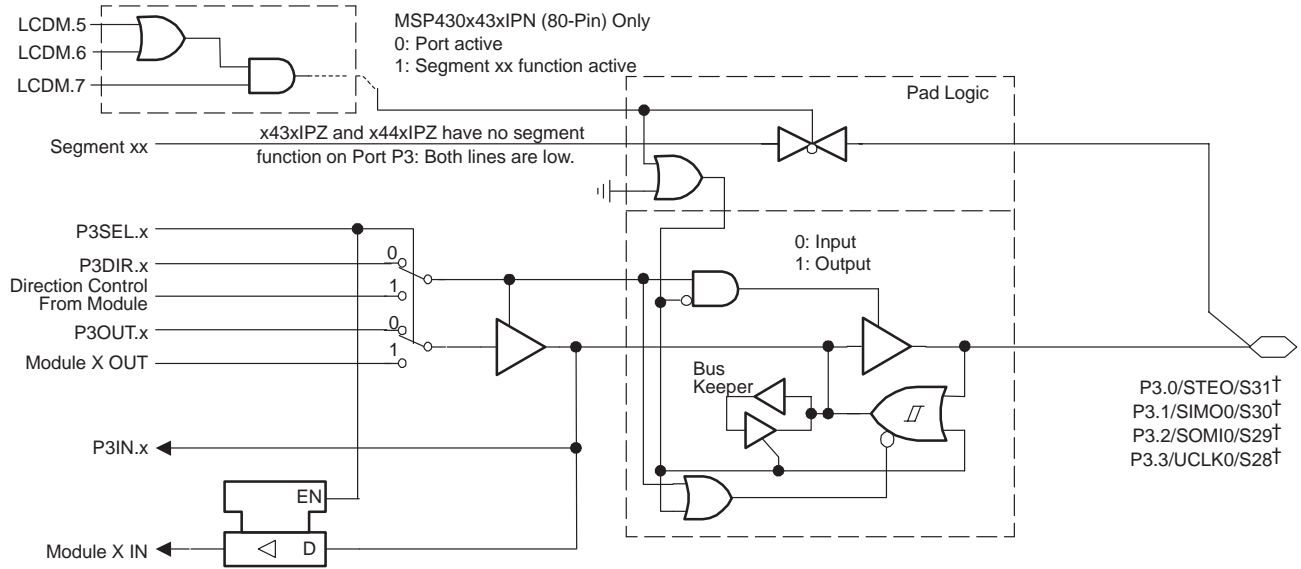 LCDM.5
LCDM.6
LCDM.7
MSP430x43xIPN (80-Pin) Only
0: Port active
1: Segment xx function active
Pad Logic
Segment xx
x43xIPZ and x44xIPZ have no segment
function on Port P3: Both lines are low.
P3SEL.x
P3DIR.x
Direction Control
From Module
P3OUT.x
Module X OUT
0
1
0
1
0: Input
1: Output
Bus
Keeper
P3.0/STEO/S31†
P3.1/SIMO0/S30†
P3.2/SOMI0/S29†
P3.3/UCLK0/S28†
P3IN.x
EN
D
Module X IN